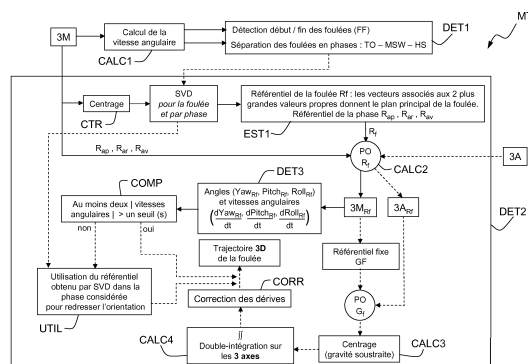 MT
3M
Calcul de la
vitesse angulaire
CALC1
Détection début / fin des foulées (FF)
Séparation des foulées en phases : TO – MSW - HS
DET1
Centrage
CTR
SVD
pour la foulée
et par phase
Référentiel de la foulée Rf : les vecteurs associés aux 2 plus
grandes valeurs propres donnent le plan principal de la foulée.
Référentiel de la phase Rap , Rar , Rav
EST1
Rf
Rap , Rar , Rav
PO
Rf
CALC2
3A
DET2
COMP
Au moins deux | vitesses
angulaires | > un seuil (s)
non
oui
DET3
Angles (YawRf, PitchRf, RollRf)
et vitesses angulaires
(dYawRf/dt, dPitchRf/dt, dRollRf/dt)
3MRf
3ARf
Trajectoire 3D
de la foulée
Référentiel fixe
GF
Utilisation du référentiel
obtenu par SVD dans la
phase considérée
pour redresser l'orientation
UTIL
CORR
Correction des dérives
PO
Gf
CALC4
∫∫
Double-intégration sur
les 3 axes
Centrage
(gravité soustraite)
CALC3